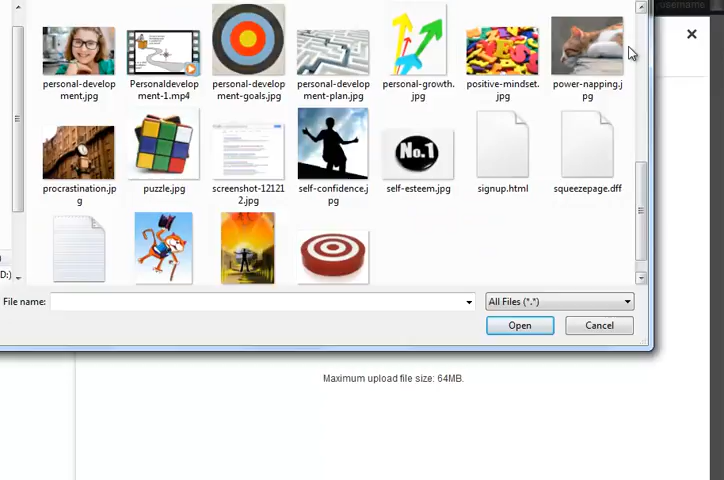 username
personal-develop
ment.jpg
Personaldevelop
ment-1.mp4
personal-develop
ment-goals.jpg
personal-develop
ment-plan.jpg
personal-growth.
jpg
positive-mindset.
jpg
power-napping.j
pg
No.1
procrastination.jp
g
puzzle.jpg
screenshot-12121
2.jpg
self-confidence.j
pg
self-esteem.jpg
signup.html
squeezepage.dff
D:)
File name:
All Files (*.*)
Open
Cancel
Maximum upload file size: 64MB.